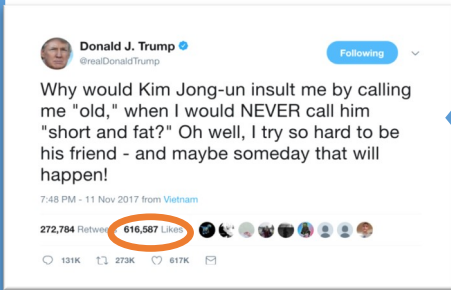 Donald J. Trump
@realDonaldTrump
Following
Why would Kim Jong-un insult me by calling
me "old," when I would NEVER call him
"short and fat?" Oh well, I try so hard to be
his friend - and maybe someday that will
happen!
7:48 PM - 11 Nov 2017 from Vietnam
272,784 Retwee 616,587 Likes
131K 273K 617K